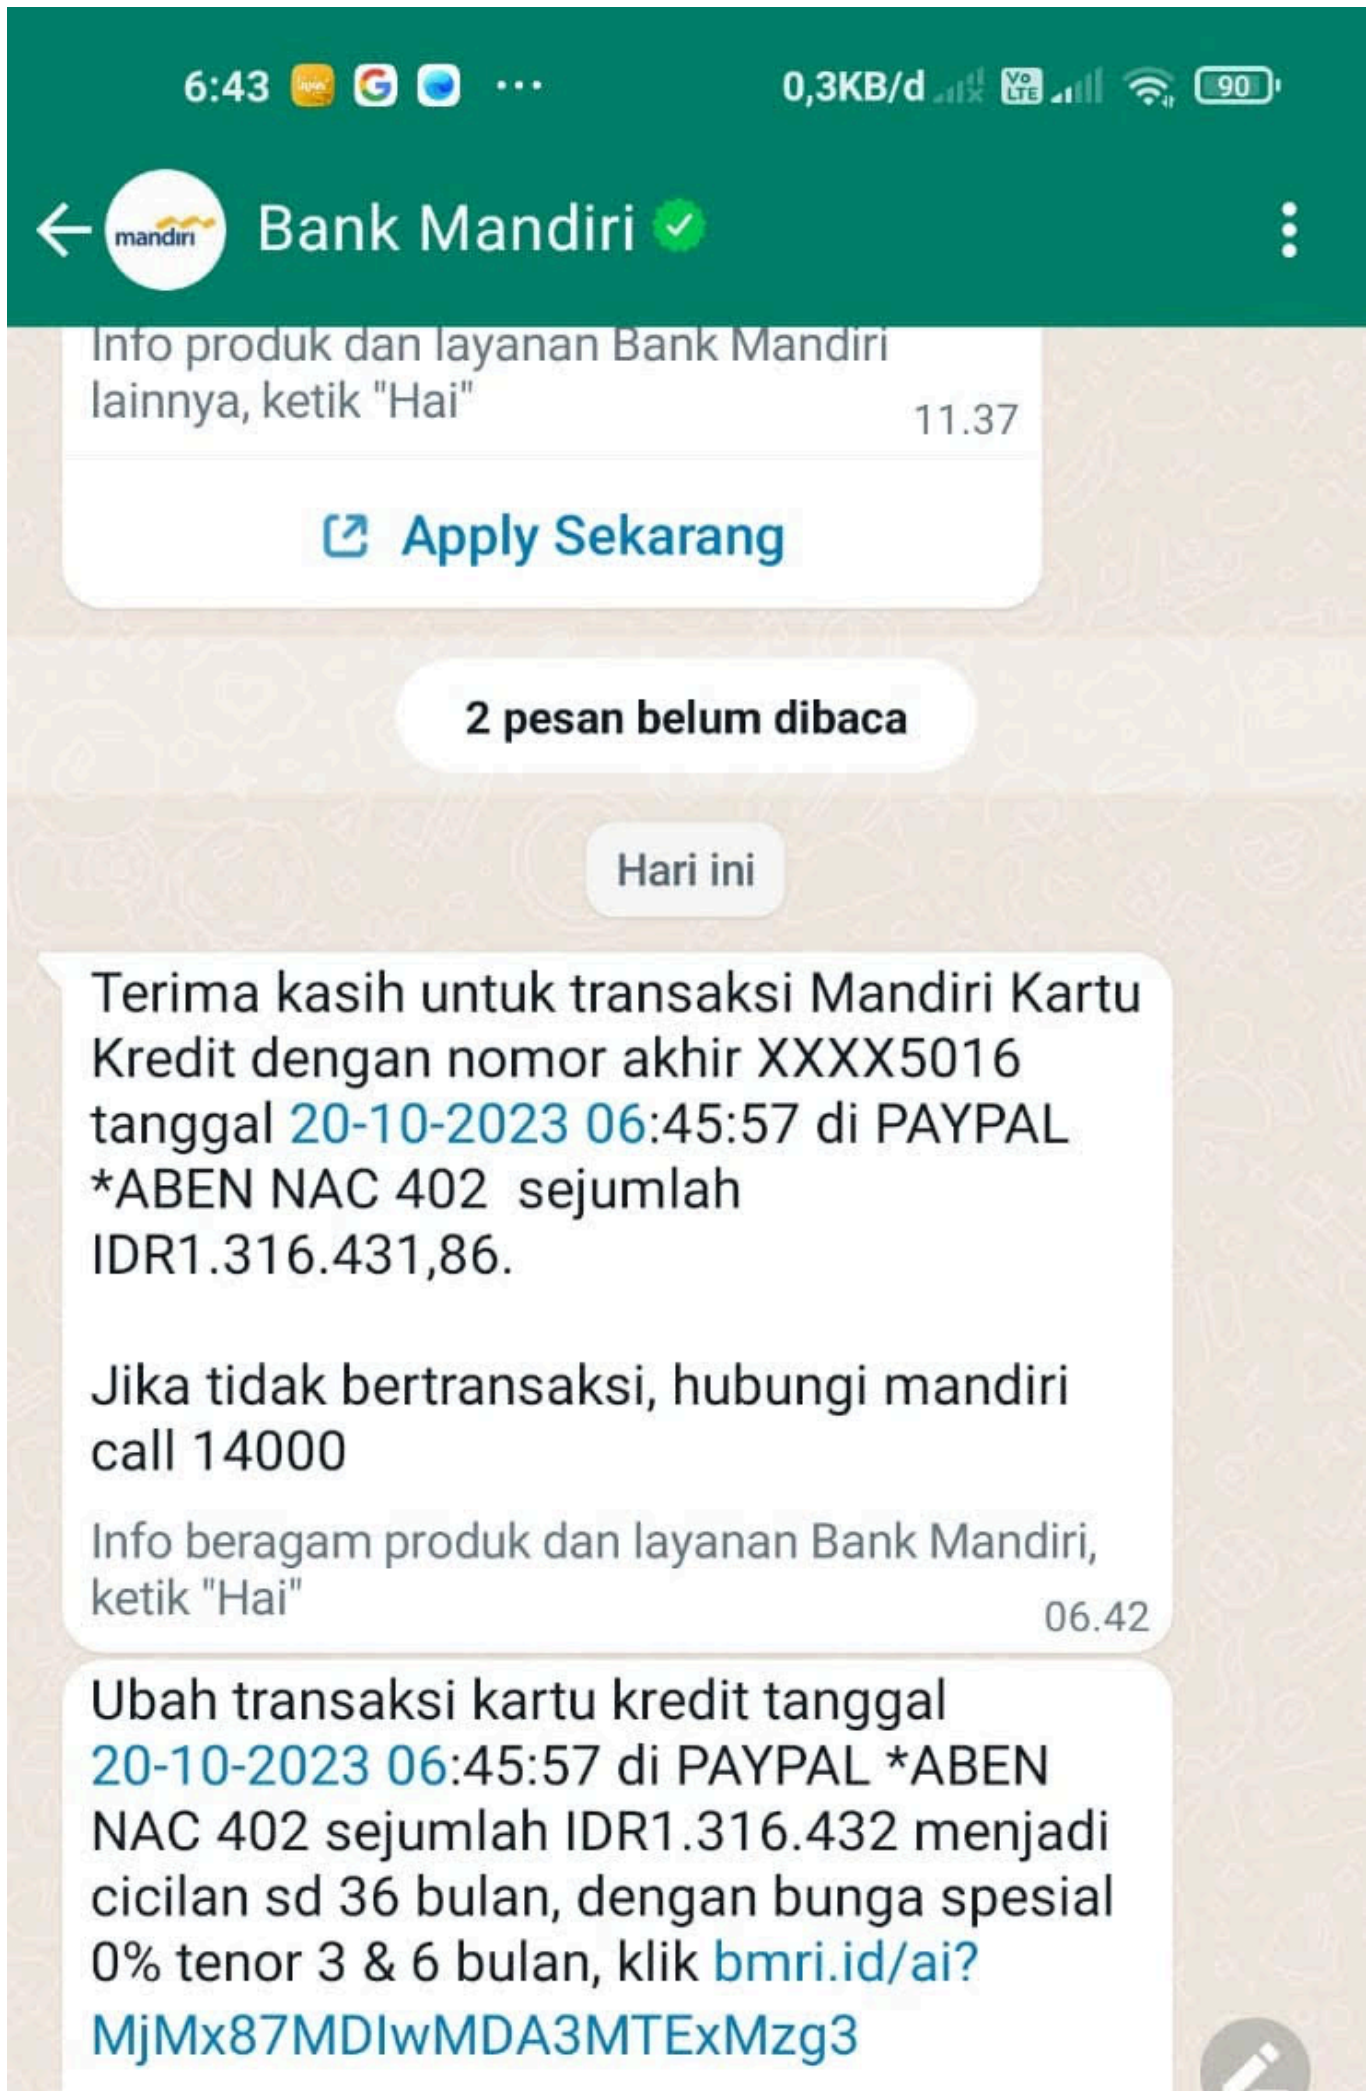 6:43 ... 0,3KB/d Vo LTE 90
mandiri Bank Mandiri
Info produk dan layanan Bank Mandiri
lainnya, ketik "Hai"
11.37
Apply Sekarang
2 pesan belum dibaca
Hari ini
Terima kasih untuk transaksi Mandiri Kartu
Kredit dengan nomor akhir XXXX5016
tanggal 20-10-2023 06:45:57 di PAYPAL
*ABEN NAC 402  sejumlah
IDR1.316.431,86.
Jika tidak bertransaksi, hubungi mandiri
call 14000
Info beragam produk dan layanan Bank Mandiri,
ketik "Hai"
06.42
Ubah transaksi kartu kredit tanggal
20-10-2023 06:45:57 di PAYPAL *ABEN
NAC 402 sejumlah IDR1.316.432 menjadi
cicilan sd 36 bulan, dengan bunga spesial
0% tenor 3 & 6 bulan, klik bmri.id/ai?
MjMx87MDIwMDA3MTExMzg3